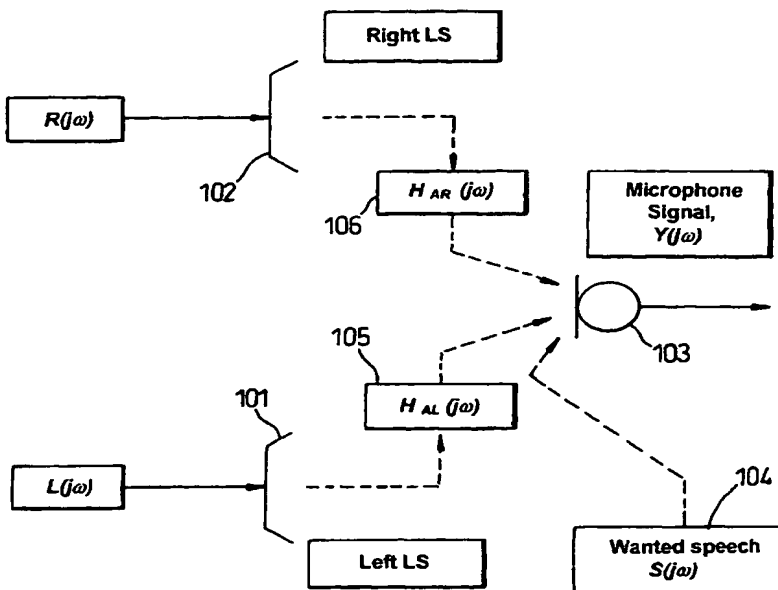 Right LS
R(jω)
102
H AR (jω)
106
Microphone
Signal,
Y(jω)
103
105
H AL (jω)
101
L(jω)
Left LS
104
Wanted speech
S(jω)